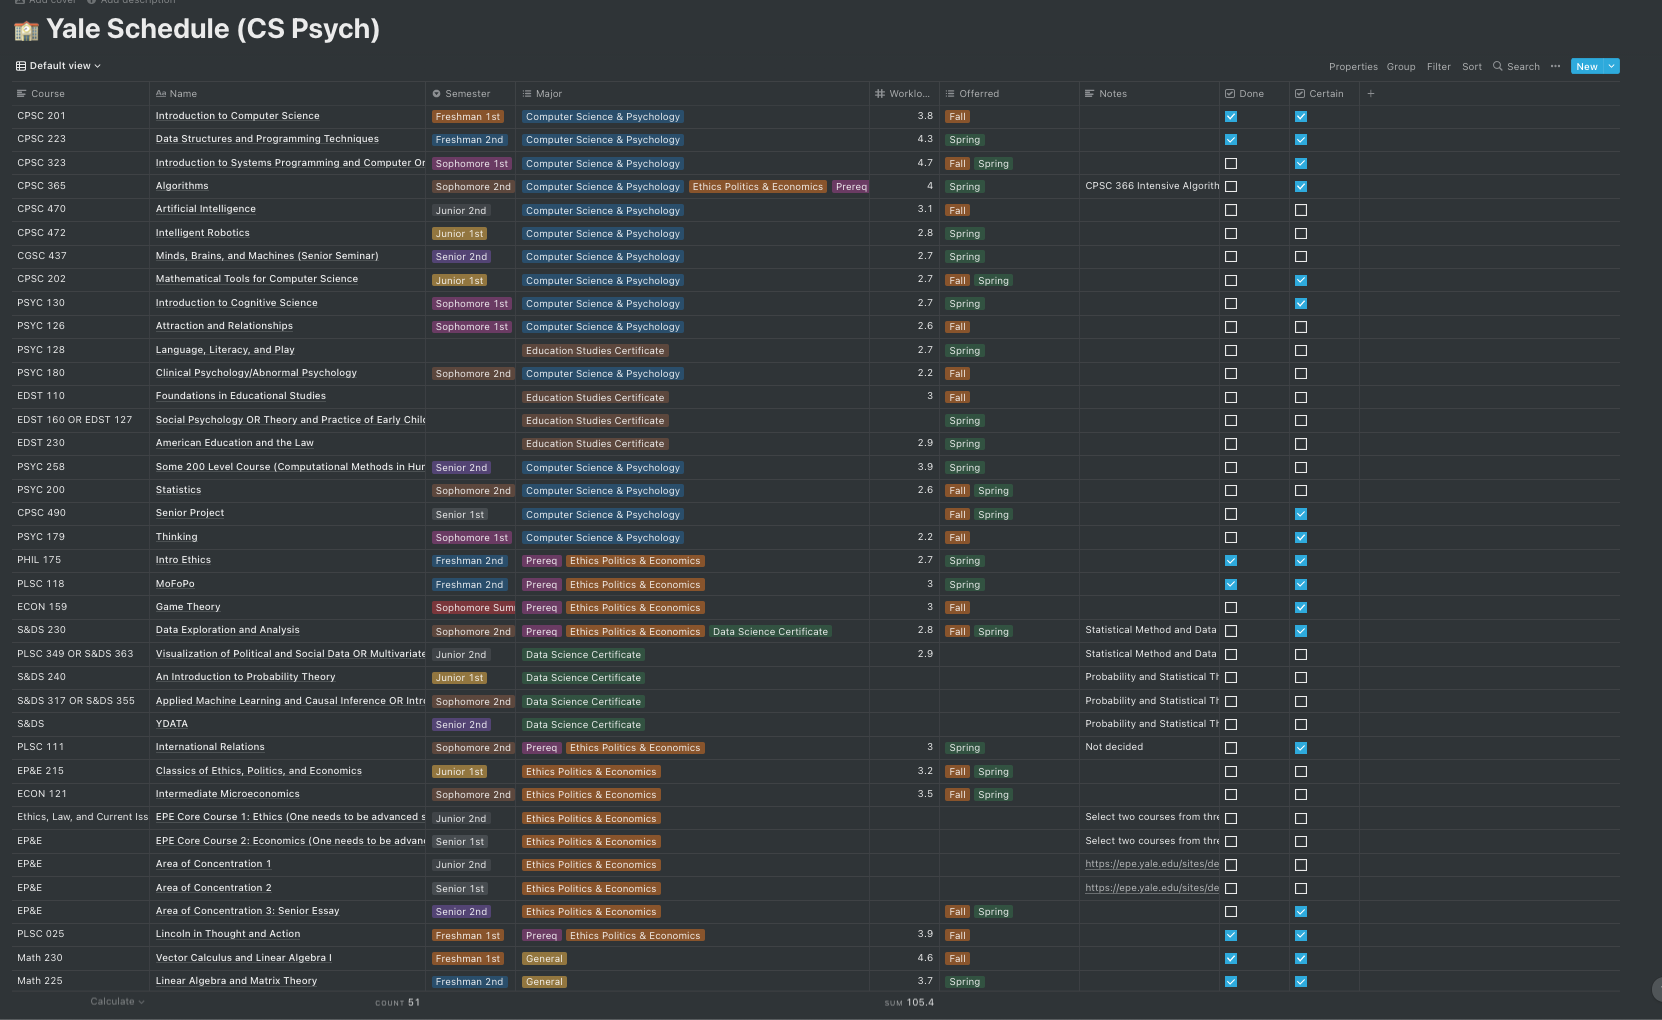 Add cover Add description
Yale Schedule (CS Psych)
Default view
Properties Group Filter Sort Search ••• New
Course Name Semester Major Worklo... Offerred Notes Done Certain +
CPSC 201 Introduction to Computer Science Freshman 1st Computer Science & Psychology 3.8 Fall
CPSC 223 Data Structures and Programming Techniques Freshman 2nd Computer Science & Psychology 4.3 Spring
CPSC 323 Introduction to Systems Programming and Computer Or Sophomore 1st Computer Science & Psychology 4.7 Fall Spring
CPSC 365 Algorithms Sophomore 2nd Computer Science & Psychology Ethics Politics & Economics Prereq 4 Spring CPSC 366 Intensive Algorith
CPSC 470 Artificial Intelligence Junior 2nd Computer Science & Psychology 3.1 Fall
CPSC 472 Intelligent Robotics Junior 1st Computer Science & Psychology 2.8 Spring
CGSC 437 Minds, Brains, and Machines (Senior Seminar) Senior 2nd Computer Science & Psychology 2.7 Spring
CPSC 202 Mathematical Tools for Computer Science Junior 1st Computer Science & Psychology 2.7 Fall Spring
PSYC 130 Introduction to Cognitive Science Sophomore 1st Computer Science & Psychology 2.7 Spring
PSYC 126 Attraction and Relationships Sophomore 1st Computer Science & Psychology 2.6 Fall
PSYC 128 Language, Literacy, and Play Education Studies Certificate 2.7 Spring
PSYC 180 Clinical Psychology/Abnormal Psychology Sophomore 2nd Computer Science & Psychology 2.2 Fall
EDST 110 Foundations in Educational Studies Education Studies Certificate 3 Fall
EDST 160 OR EDST 127 Social Psychology OR Theory and Practice of Early Chilc Education Studies Certificate Spring
EDST 230 American Education and the Law Education Studies Certificate 2.9 Spring
PSYC 258 Some 200 Level Course (Computational Methods in Hur Senior 2nd Computer Science & Psychology 3.9 Spring
PSYC 200 Statistics Sophomore 2nd Computer Science & Psychology 2.6 Fall Spring
CPSC 490 Senior Project Senior 1st Computer Science & Psychology Fall Spring
PSYC 179 Thinking Sophomore 1st Computer Science & Psychology 2.2 Fall
PHIL 175 Intro Ethics Freshman 2nd Prereq Ethics Politics & Economics 2.7 Spring
PLSC 118 MoFoPo Freshman 2nd Prereq Ethics Politics & Economics 3 Spring
ECON 159 Game Theory Sophomore Sumr Prereq Ethics Politics & Economics 3 Fall
S&DS 230 Data Exploration and Analysis Sophomore 2nd Prereq Ethics Politics & Economics Data Science Certificate 2.8 Fall Spring Statistical Method and Data
PLSC 349 OR S&DS 363 Visualization of Political and Social Data OR Multivariate Junior 2nd Data Science Certificate 2.9 Statistical Method and Data
S&DS 240 An Introduction to Probability Theory Junior 1st Data Science Certificate Probability and Statistical Th
S&DS 317 OR S&DS 355 Applied Machine Learning and Causal Inference OR Intro Sophomore 2nd Data Science Certificate Probability and Statistical Th
S&DS YDATA Senior 2nd Data Science Certificate Probability and Statistical Th
PLSC 111 International Relations Sophomore 2nd Prereq Ethics Politics & Economics 3 Spring Not decided
EP&E 215 Classics of Ethics, Politics, and Economics Junior 1st Ethics Politics & Economics 3.2 Fall Spring
ECON 121 Intermediate Microeconomics Sophomore 2nd Ethics Politics & Economics 3.5 Fall Spring
Ethics, Law, and Current Iss EPE Core Course 1: Ethics (One needs to be advanced s Junior 2nd Ethics Politics & Economics Select two courses from thre
EP&E EPE Core Course 2: Economics (One needs to be advanc Senior 1st Ethics Politics & Economics Select two courses from thre
EP&E Area of Concentration 1 Junior 2nd Ethics Politics & Economics https://epe.yale.edu/sites/de
EP&E Area of Concentration 2 Senior 1st Ethics Politics & Economics https://epe.yale.edu/sites/de
EP&E Area of Concentration 3: Senior Essay Senior 2nd Ethics Politics & Economics Fall Spring
PLSC 025 Lincoln in Thought and Action Freshman 1st Prereq Ethics Politics & Economics 3.9 Fall
Math 230 Vector Calculus and Linear Algebra I Freshman 1st General 4.6 Fall
Math 225 Linear Algebra and Matrix Theory Freshman 2nd General 3.7 Spring
Calculate COUNT 51 SUM 105.4